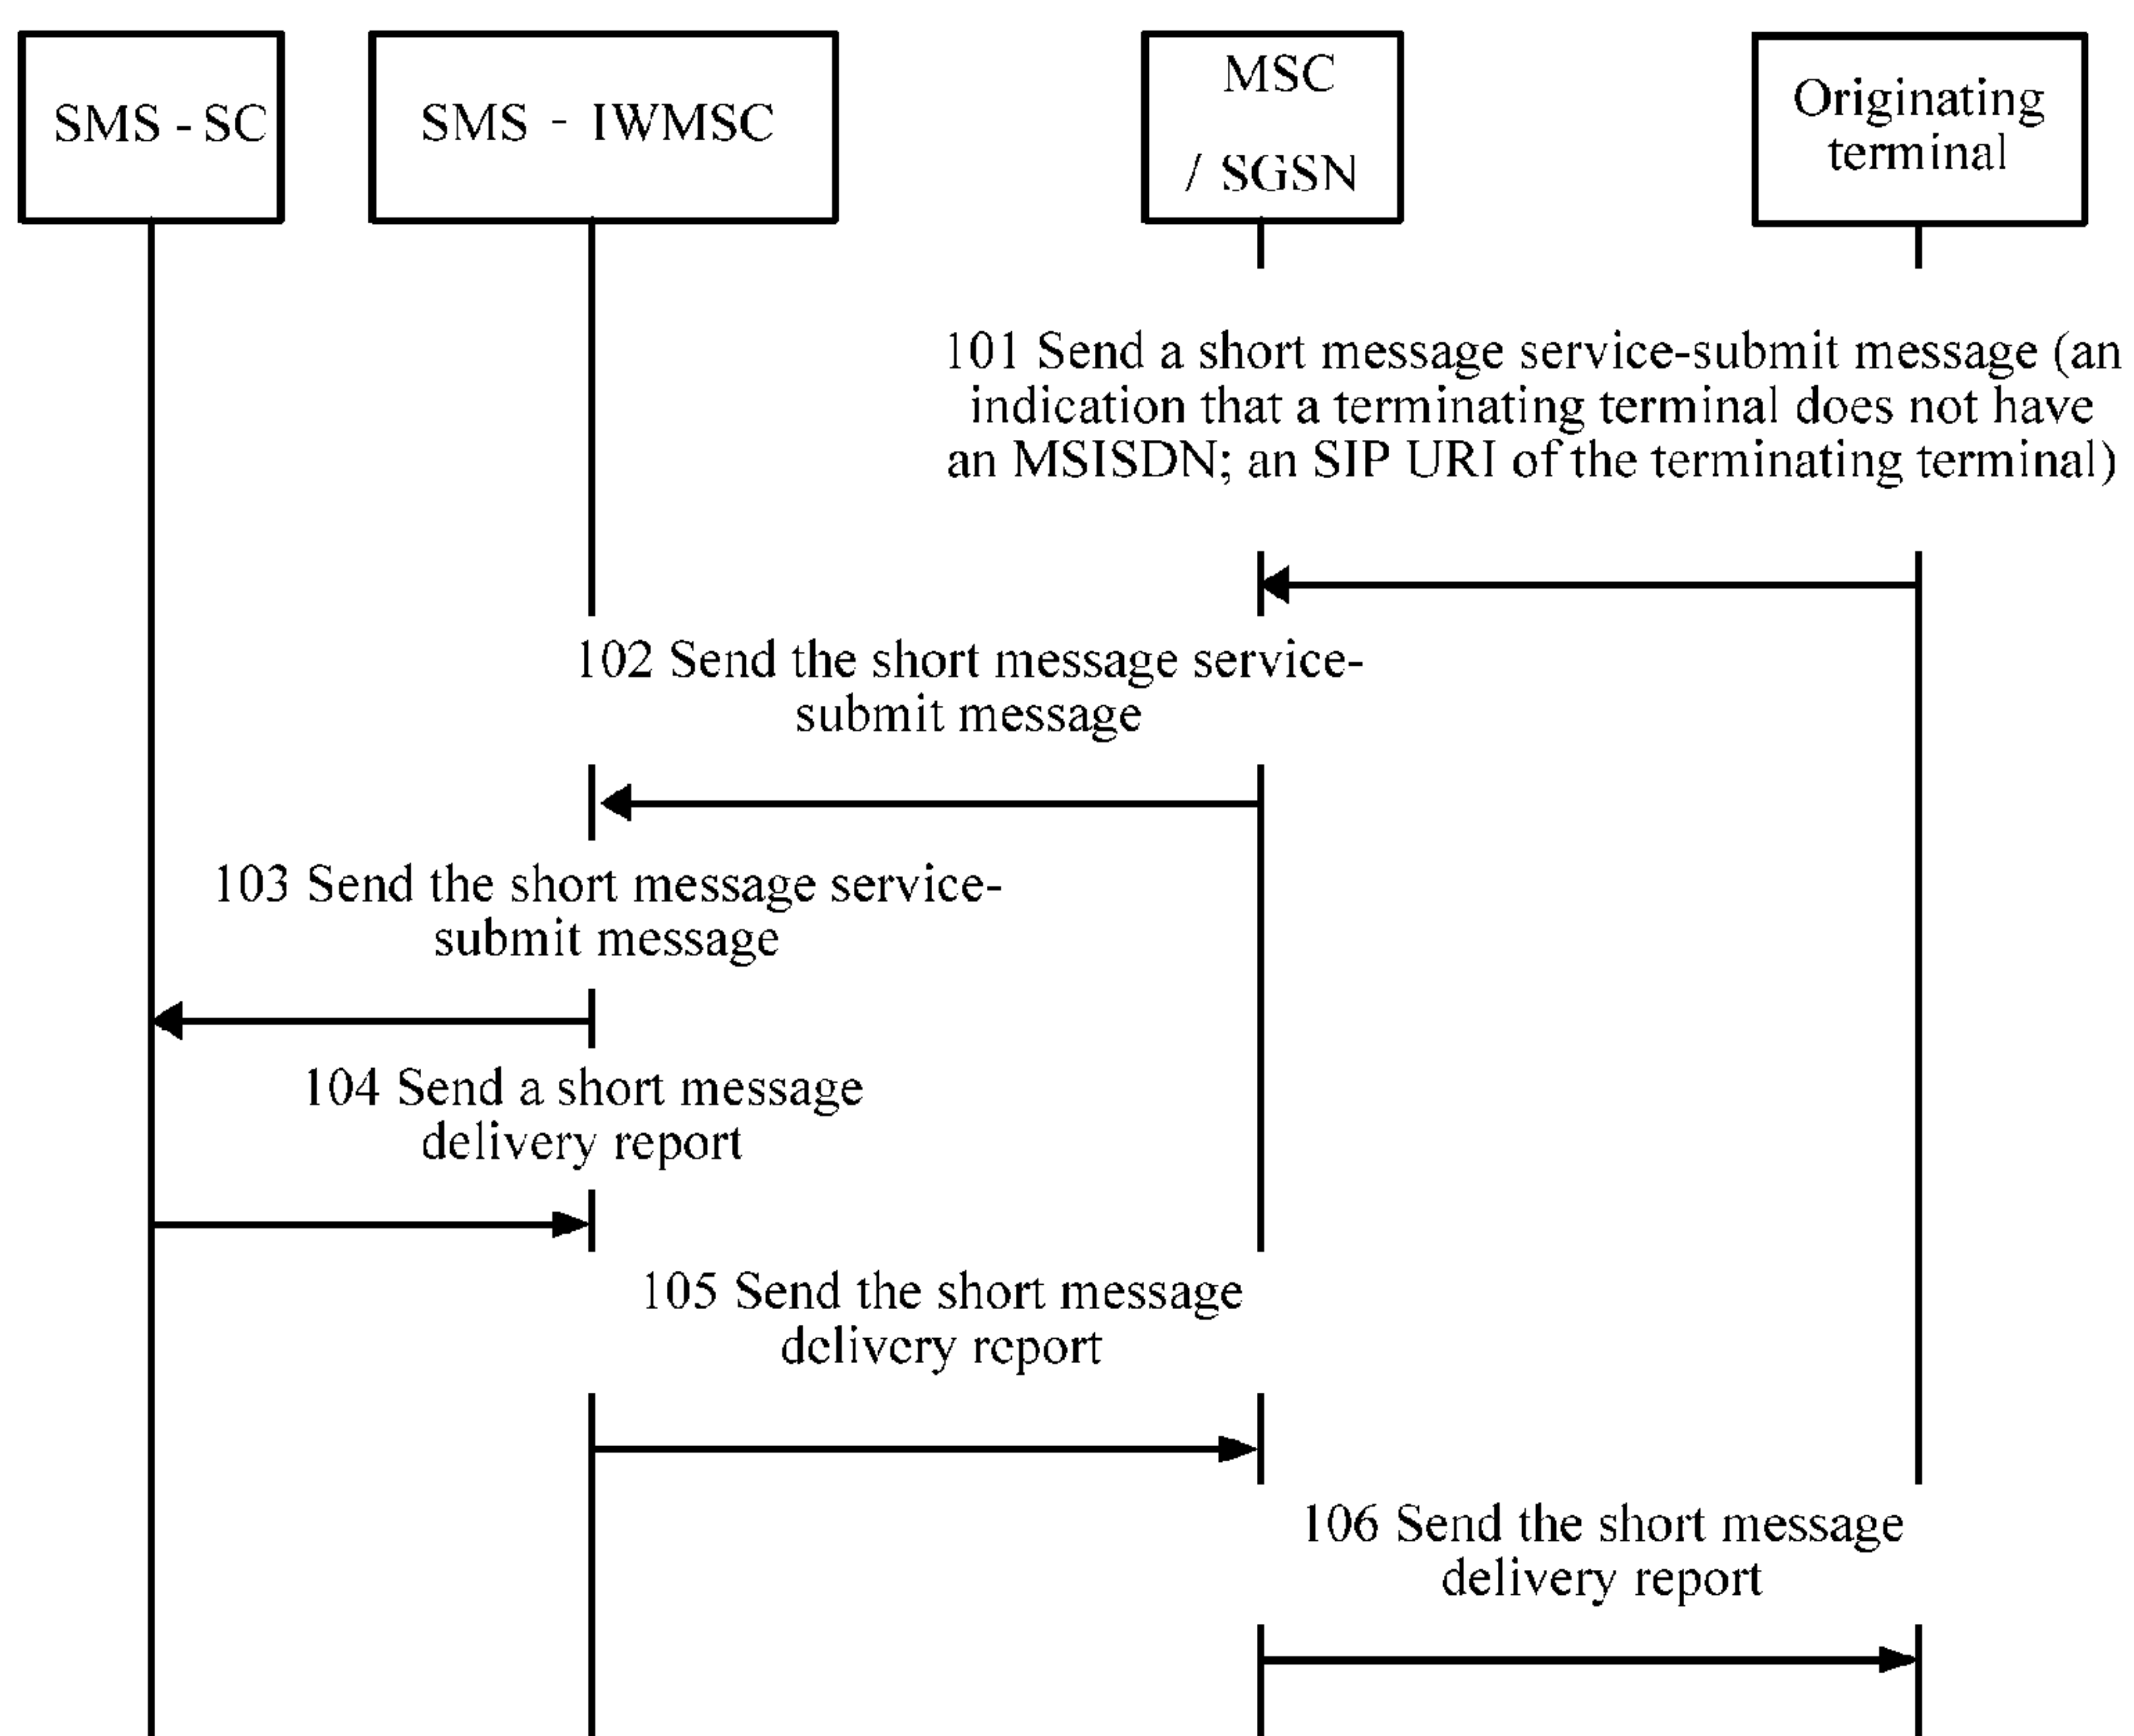 SMS - SC
SMS - IWMSC
MSC
/ SGSN
Originating
terminal
101 Send a short message service-submit message (an
indication that a terminating terminal does not have
an MSISDN; an SIP URI of the terminating terminal)
102 Send the short message service-
submit message
103 Send the short message service-
submit message
104 Send a short message
delivery report
105 Send the short message
delivery report
106 Send the short message
delivery report